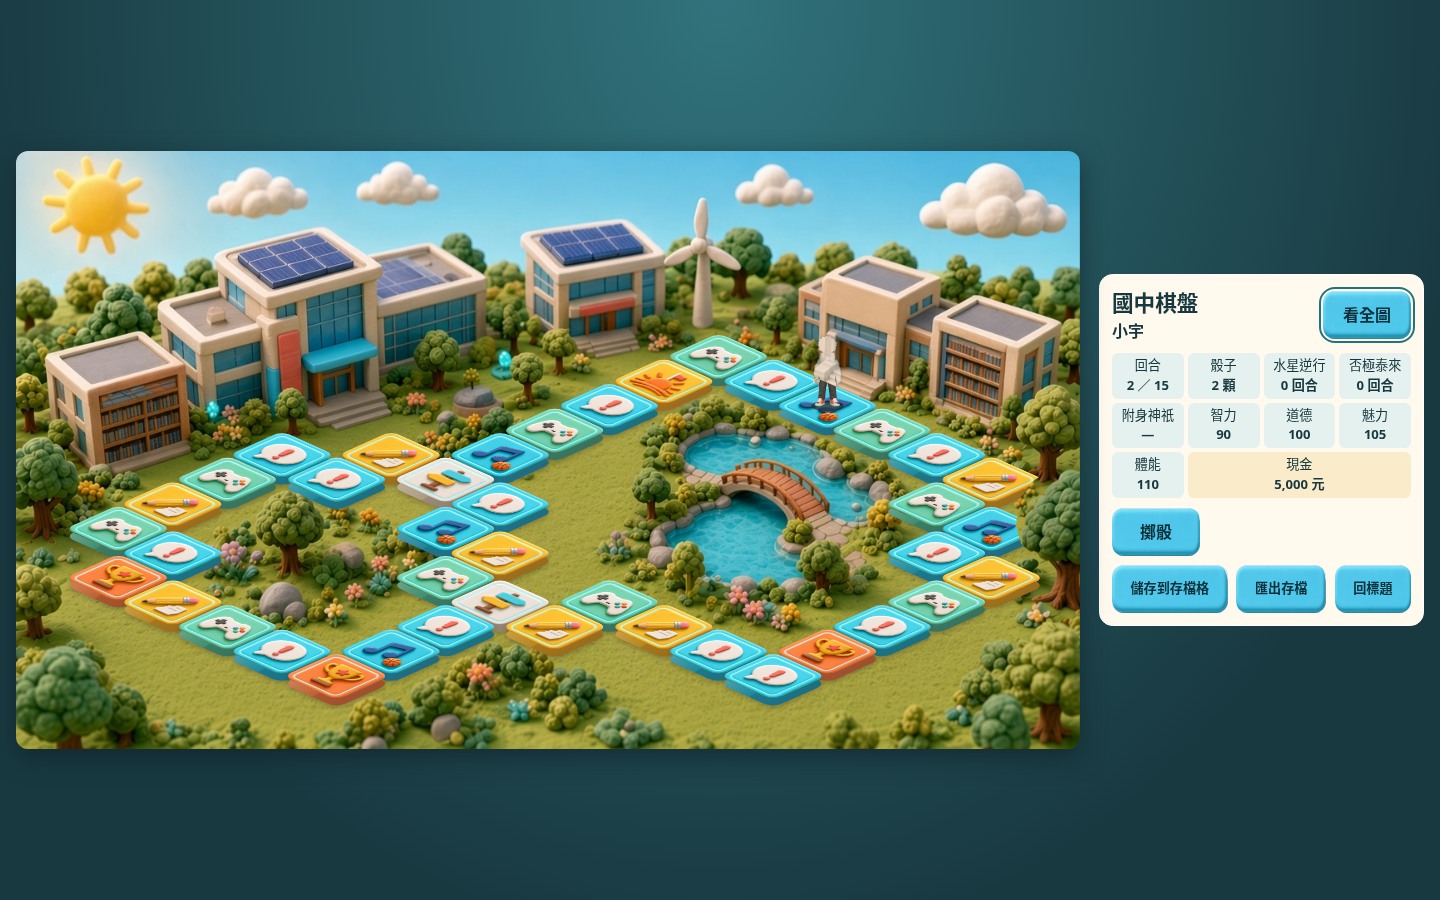 國中棋盤
小宇
看全圖
回合
2 ／ 15
骰子
2 顆
水星逆行
0 回合
否極泰來
0 回合
附身神祇
—
智力
90
道德
100
魅力
105
體能
110
現金
5,000 元
擲骰
儲存到存檔格
匯出存檔
回標題